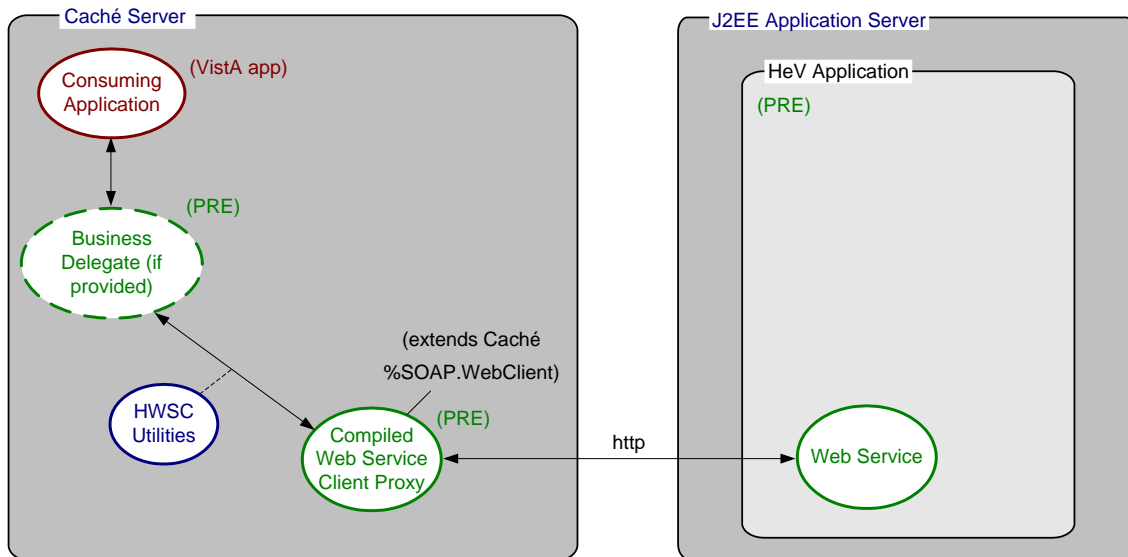 Caché Server
J2EE Application Server
Consuming
Application
(VistA app)
HeV Application
(PRE)
(PRE)
Business
Delegate (if
provided)
(extends Caché
%SOAP.WebClient)
HWSC
Utilities
(PRE)
Compiled
Web Service
Client Proxy
http
Web Service